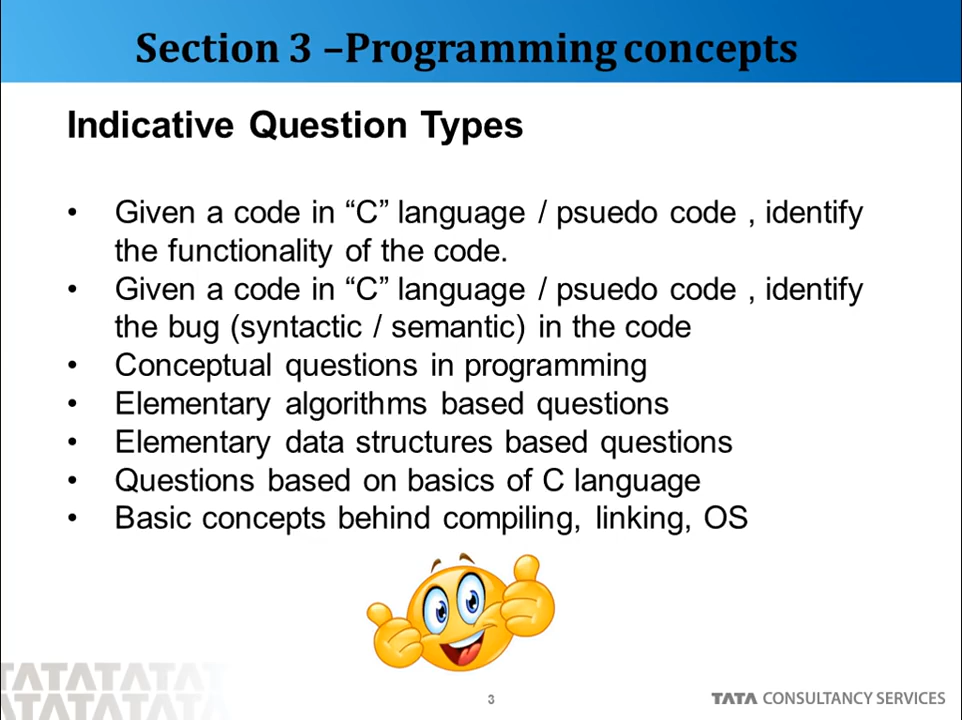 Section 3 –Programming concepts
Indicative Question Types
• Given a code in “C” language / psuedo code , identify
the functionality of the code.
• Given a code in “C” language / psuedo code , identify
the bug (syntactic / semantic) in the code
• Conceptual questions in programming
• Elementary algorithms based questions
• Elementary data structures based questions
• Questions based on basics of C language
• Basic concepts behind compiling, linking, OS
TATATATATA
TATATATATA
3
TATA CONSULTANCY SERVICES